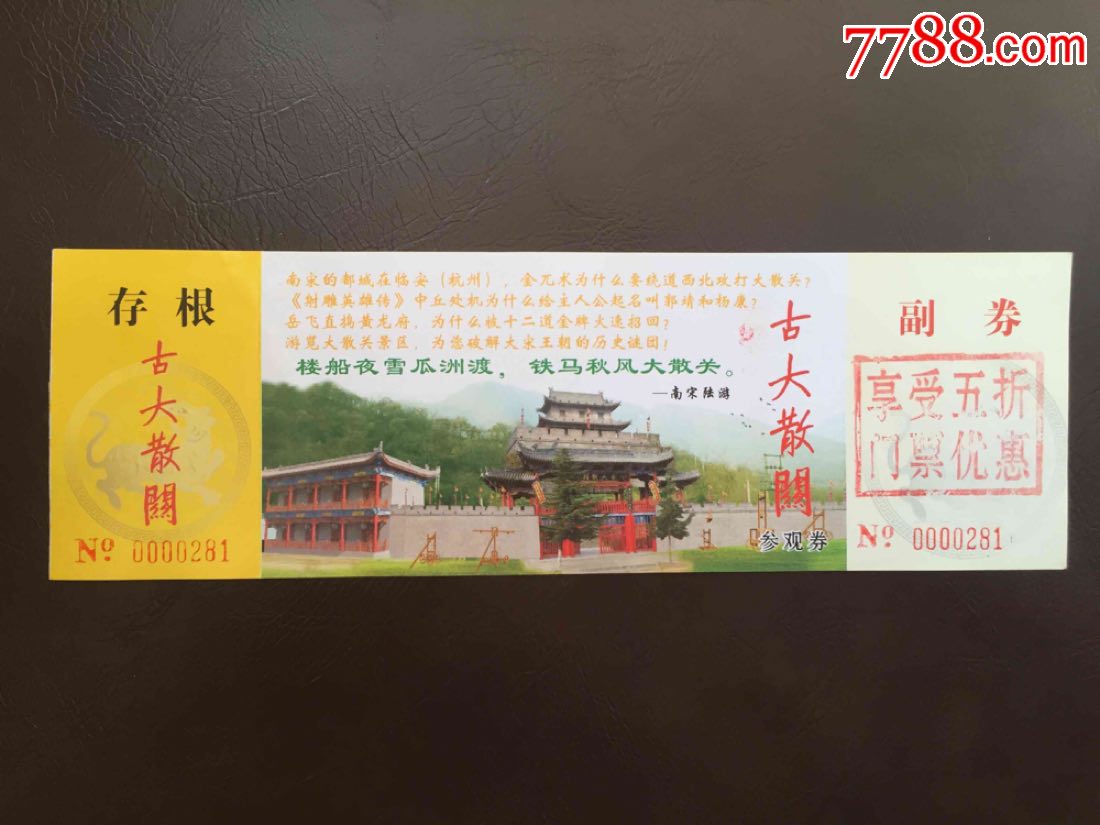 7788.com
存根
古大散關
№ 0000281
南宋的都城在临安（杭州），金兀术为什么要绕道西北攻打大散关？
《射雕英雄传》中丘处机为什么给主人公起名叫郭靖和杨康？
岳飞直捣黄龙府，为什么被十二道金牌火速招回？
游览大散关景区，为您破解大宋王朝的历史谜团！
楼船夜雪瓜洲渡，铁马秋风大散关。
—南宋陆游
古大散關
参观券
副券
享受五折
门票优惠
№ 0000281